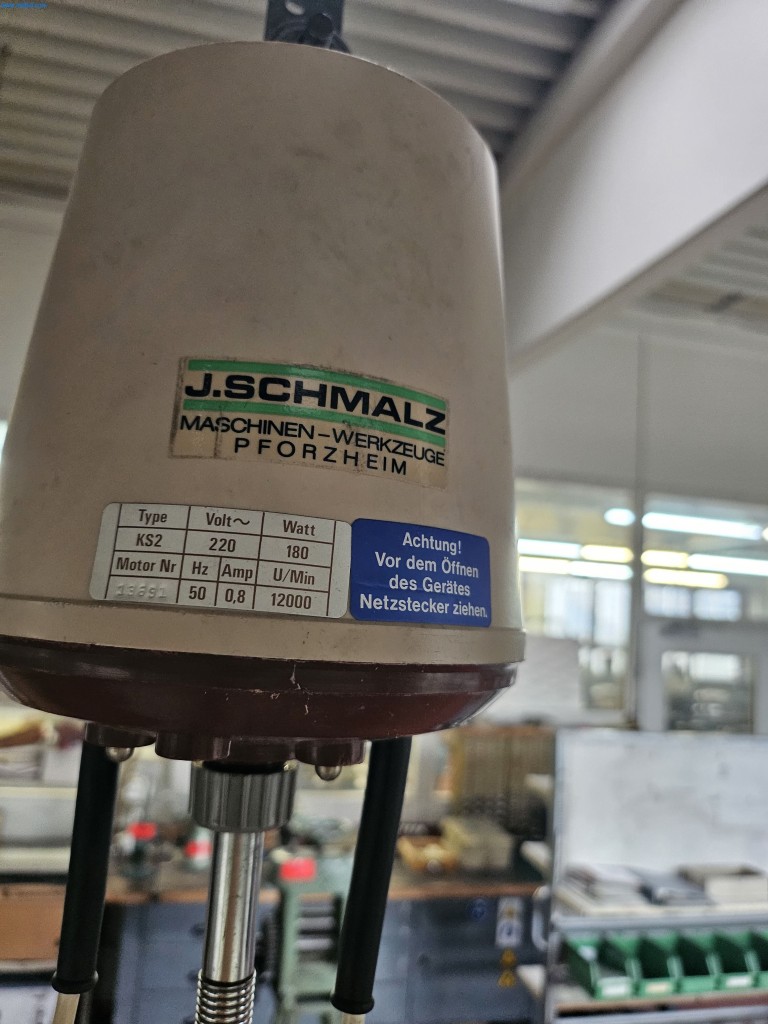 J.SCHMALZ
MASCHINEN-WERKZEUGE
PFORZHEIM
Type Volt~ Watt
KS2 220 180
Motor Nr Hz Amp U/Min
50 0,8 12000
Achtung!
Vor dem Öffnen
des Gerätes
Netzstecker ziehen.